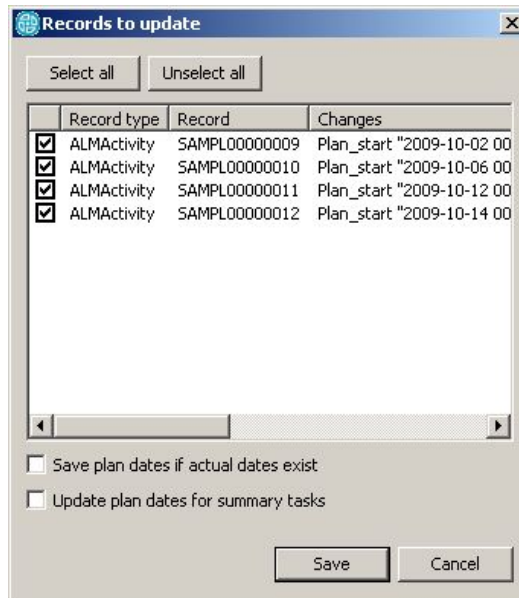 Records to update
Select all Unselect all
Record type Record Changes
ALMActivity SAMPL00000009 Plan_start "2009-10-02 00
ALMActivity SAMPL00000010 Plan_start "2009-10-06 00
ALMActivity SAMPL00000011 Plan_start "2009-10-12 00
ALMActivity SAMPL00000012 Plan_start "2009-10-14 00
Save plan dates if actual dates exist
Update plan dates for summary tasks
Save Cancel